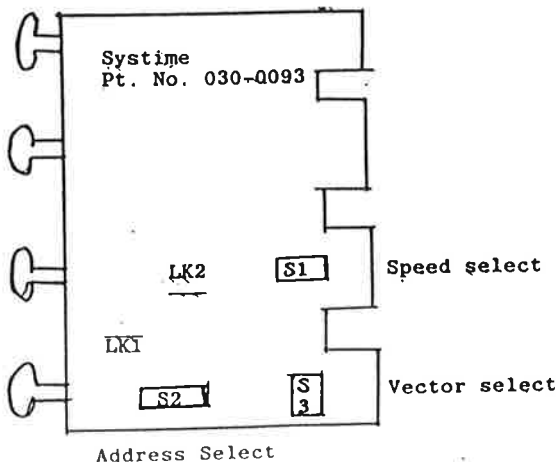 Systime
Pt. No. 030-0093
LK2
S1
Speed select
LK1
S2
S
3
Vector select
Address Select